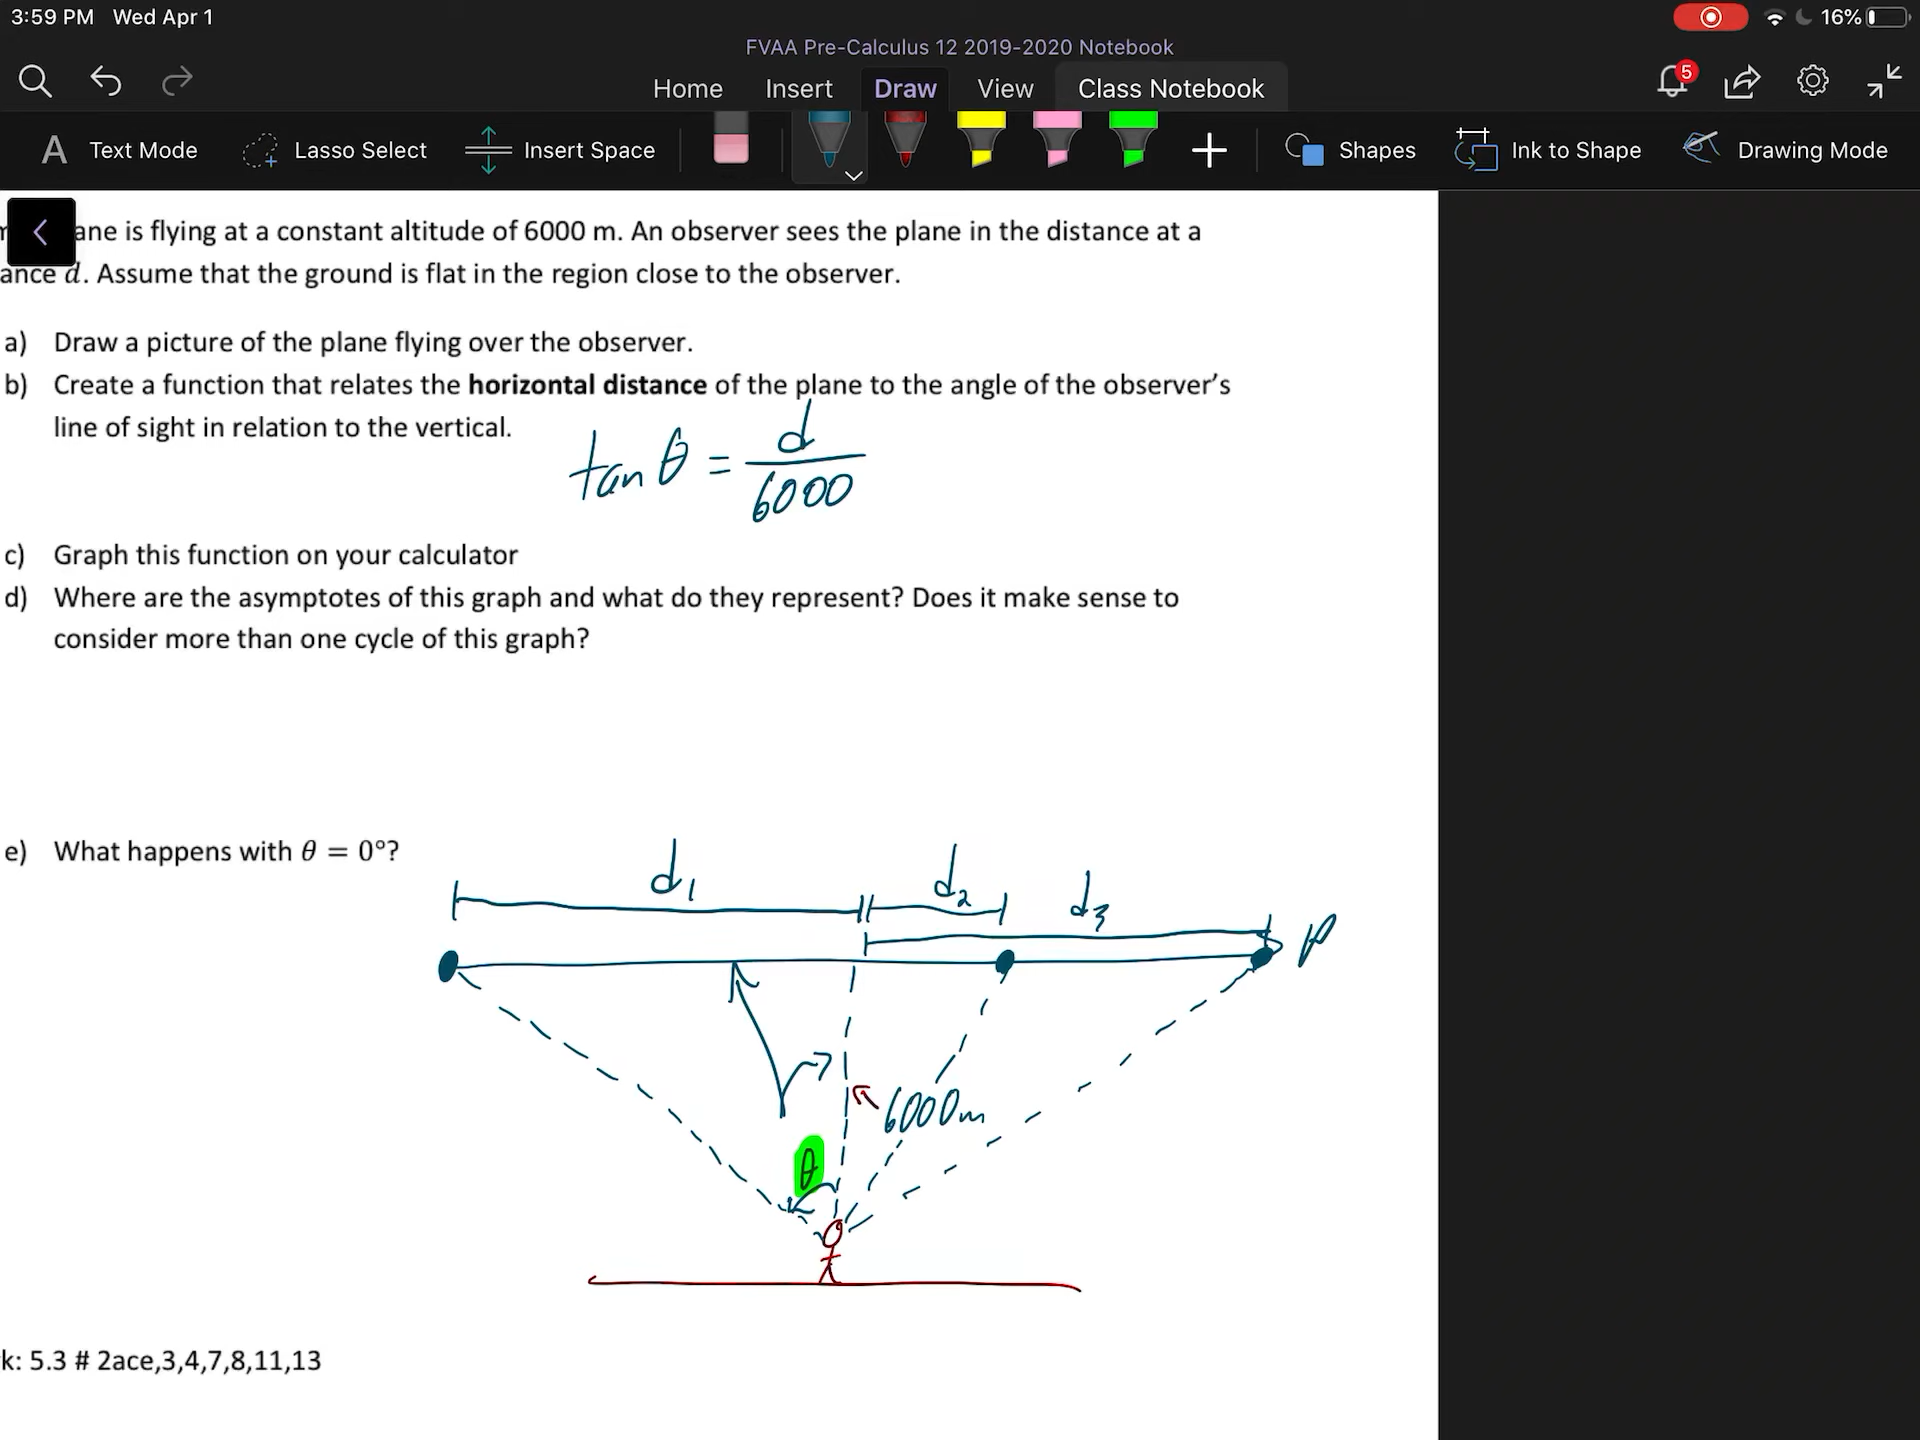 3:59 PM Wed Apr 1
16%
FVAA Pre-Calculus 12 2019-2020 Notebook
Home Insert Draw View Class Notebook
5
Text Mode Lasso Select Insert Space Shapes Ink to Shape Drawing Mode
ane is flying at a constant altitude of 6000 m. An observer sees the plane in the distance at a
ance d. Assume that the ground is flat in the region close to the observer.
a) Draw a picture of the plane flying over the observer.
b) Create a function that relates the horizontal distance of the plane to the angle of the observer's
line of sight in relation to the vertical.
tan θ = d/6000
c) Graph this function on your calculator
d) Where are the asymptotes of this graph and what do they represent? Does it make sense to
consider more than one cycle of this graph?
e) What happens with θ = 0°?
d₁ d₂ d₃
6000m
θ
k: 5.3 # 2ace,3,4,7,8,11,13